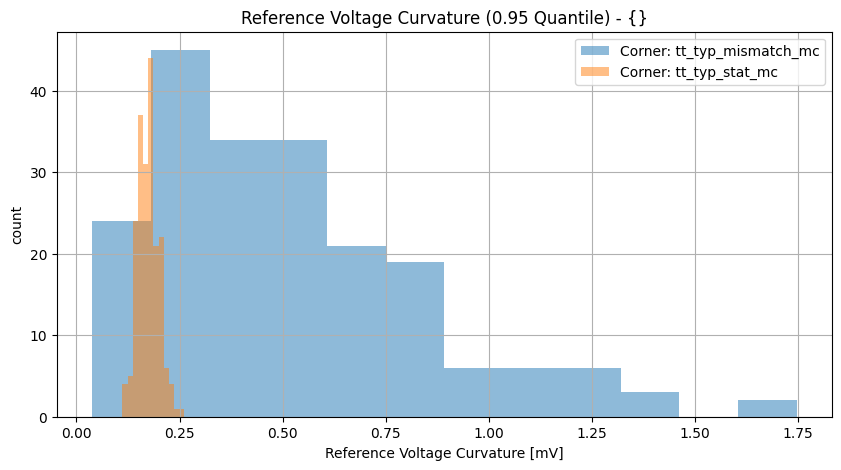 Reference Voltage Curvature (0.95 Quantile) - {}
Corner: tt_typ_mismatch_mc
Corner: tt_typ_stat_mc
count
40
30
20
10
0
0.00
0.25
0.50
0.75
1.00
1.25
1.50
1.75
Reference Voltage Curvature [mV]